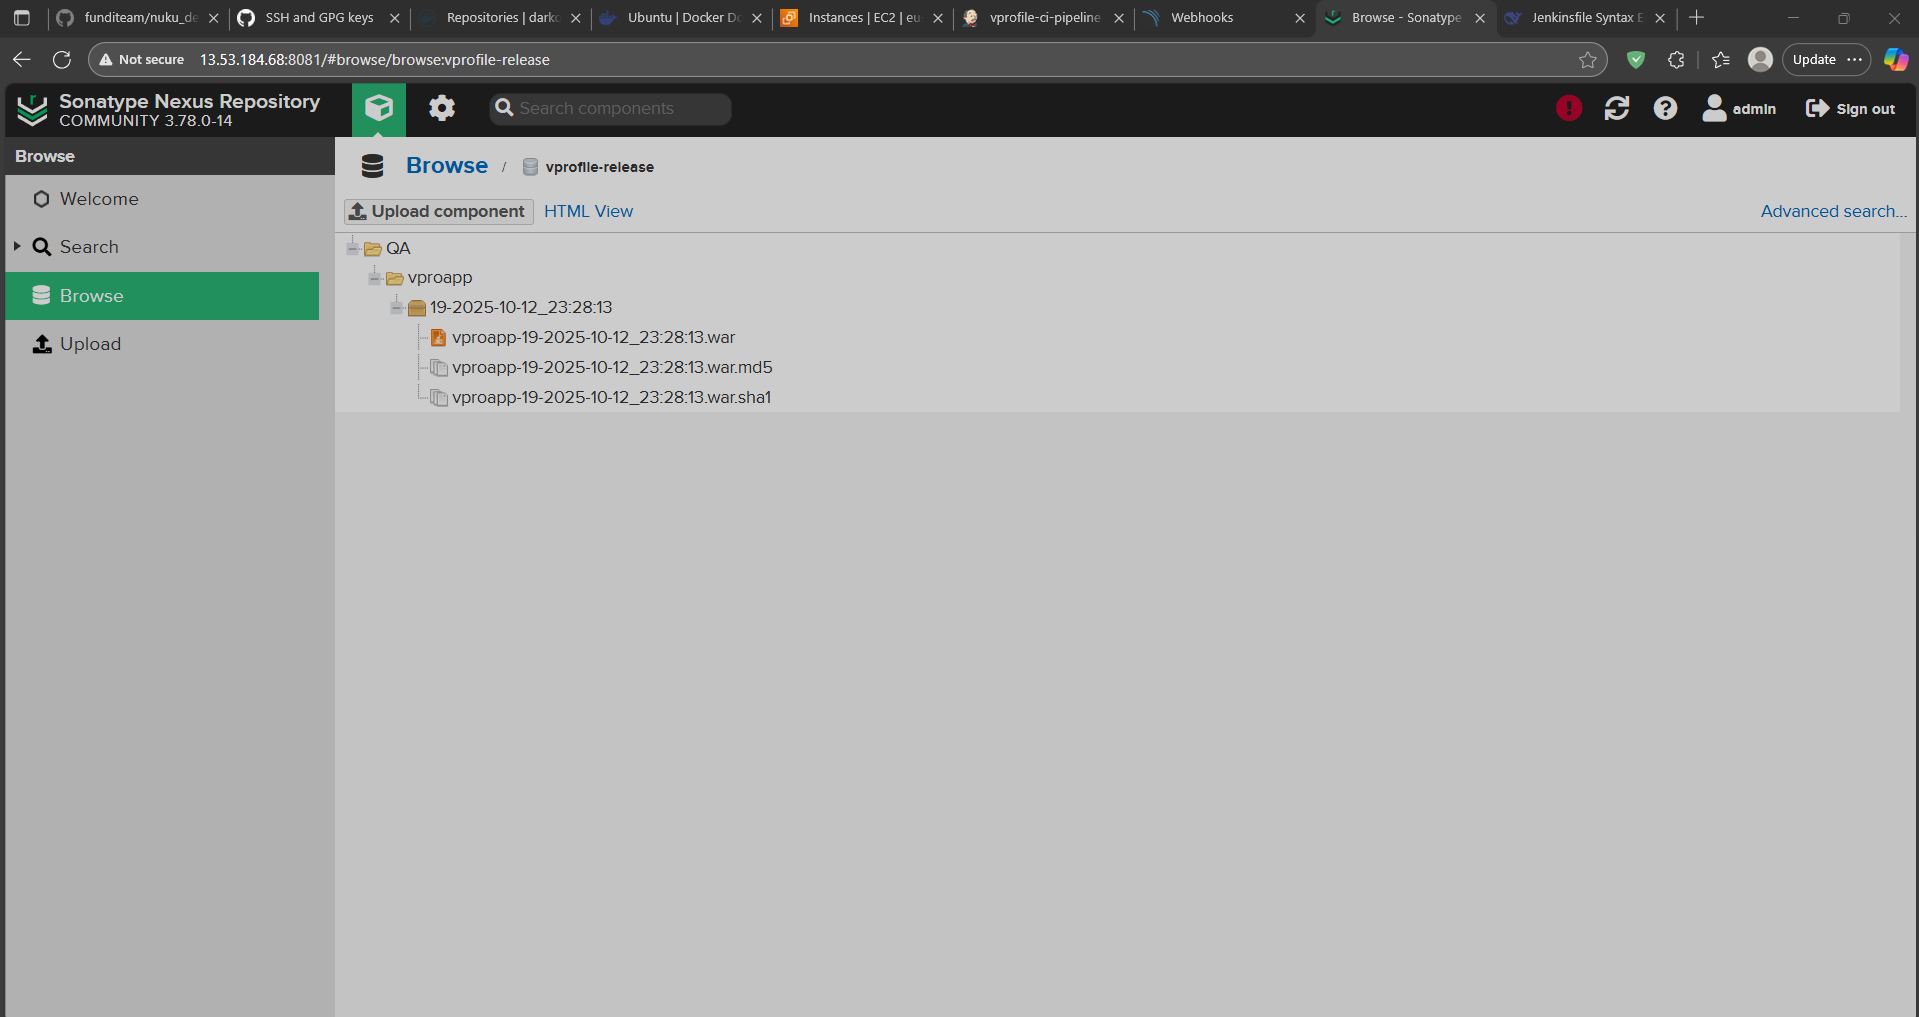 funditeam/nuku_de
SSH and GPG keys
Repositories | darko
Ubuntu | Docker Do
Instances | EC2 | eu
vprofile-ci-pipeline
Webhooks
Browse - Sonatype
Jenkinsfile Syntax E
Not secure
13.53.184.68:8081/#browse/browse:vprofile-release
Update
Sonatype Nexus Repository
COMMUNITY 3.78.0-14
Search components
admin
Sign out
Browse
Welcome
Search
Browse
Upload
Browse / vprofile-release
Upload component
HTML View
Advanced search...
QA
vproapp
19-2025-10-12_23:28:13
vproapp-19-2025-10-12_23:28:13.war
vproapp-19-2025-10-12_23:28:13.war.md5
vproapp-19-2025-10-12_23:28:13.war.sha1